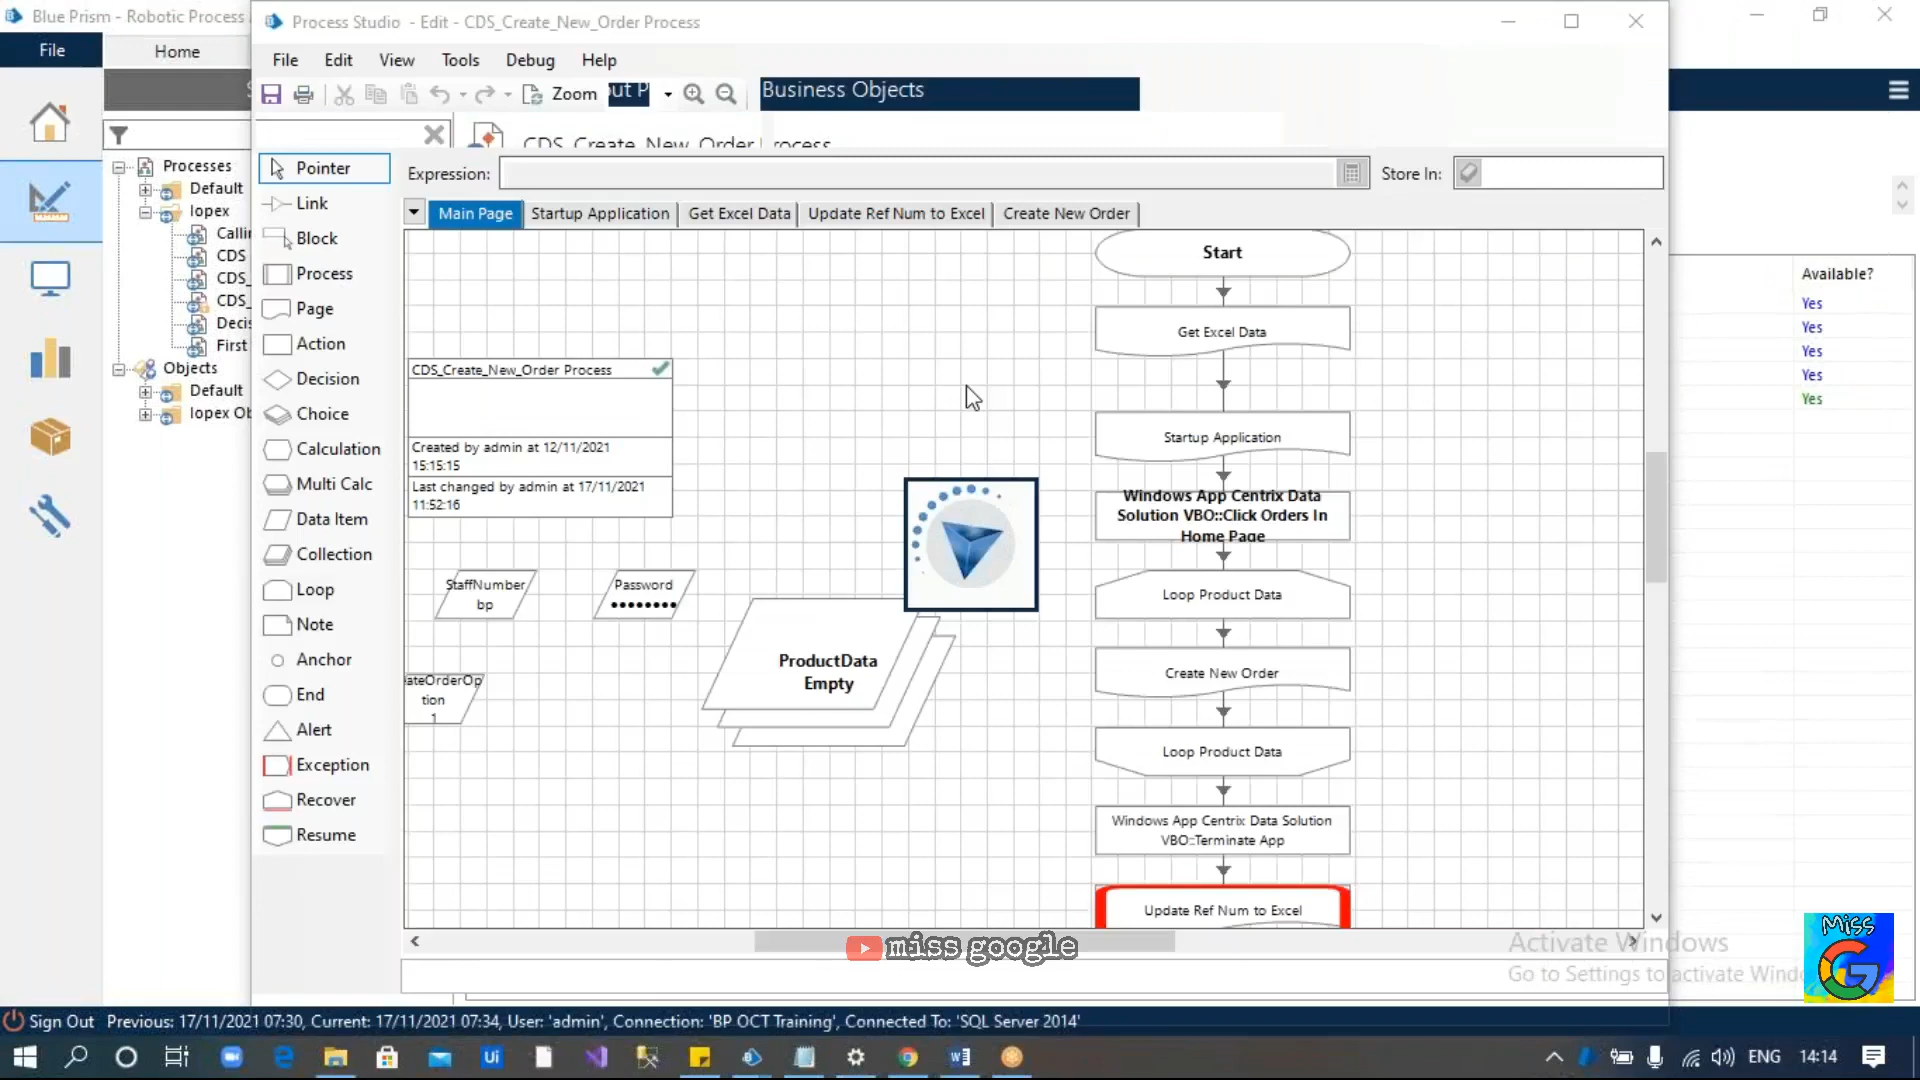 Blue Prism - Robotic Process
Process Studio - Edit - CDS_Create_New_Order Process
File
Home
File Edit View Tools Debug Help
Zoom
Business Objects
CDS_Create_New_Order Process
Expression:
Store In:
Main Page
Startup Application
Get Excel Data
Update Ref Num to Excel
Create New Order
Processes
Default
Iopex
CDS
CDS_
CDS_
First
Objects
Default
Iopex
Pointer
Link
Block
Process
Page
Action
Decision
Choice
Calculation
Multi Calc
Data Item
Collection
Loop
Note
Anchor
End
Alert
Exception
Recover
Resume
CDS_Create_New_Order Process
Created by admin at 12/11/2021
15:15:15
Last changed by admin at 17/11/2021
11:52:16
StaffNumber
bp
Password
••••••••
tion
1
ProductData
Empty
Start
Get Excel Data
Startup Application
Windows App Centrix Data
Solution VBO::Click Orders In
Home Page
Loop Product Data
Create New Order
Loop Product Data
Windows App Centrix Data Solution
VBO::Terminate App
Update Ref Num to Excel
Available?
Yes
Yes
Yes
Yes
Yes
miss google
Activate Windows
Go to Settings to activate
Miss
G
Sign Out Previous: 17/11/2021 07:30, Current: 17/11/2021 07:34, User: 'admin', Connection: 'BP OCT Training', Connected To: 'SQL Server 2014'
Ui
ENG
14:14